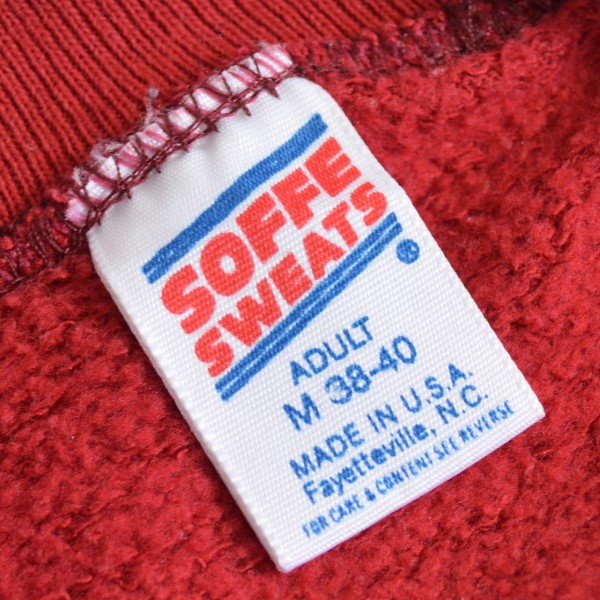 SOFFE
SWEATS®
ADULT
M 38-40
MADE IN U.S.A.
Fayetteville, N.C.
FOR CARE & CONTENT SEE REVERSE